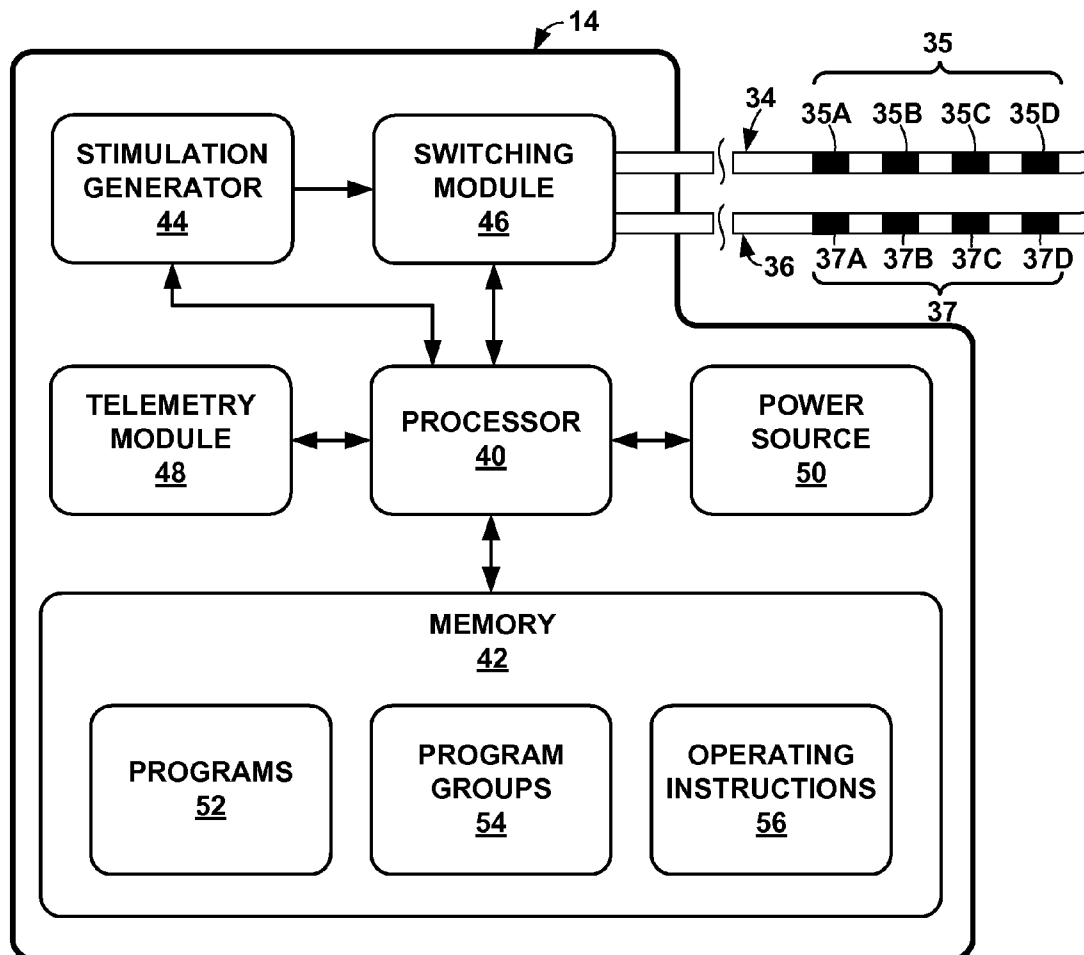 14
35
34
35A 35B 35C 35D
STIMULATION
GENERATOR
44
SWITCHING
MODULE
46
36
37A 37B 37C 37D
37
TELEMETRY
MODULE
48
PROCESSOR
40
POWER
SOURCE
50
MEMORY
42
PROGRAMS
52
PROGRAM
GROUPS
54
OPERATING
INSTRUCTIONS
56